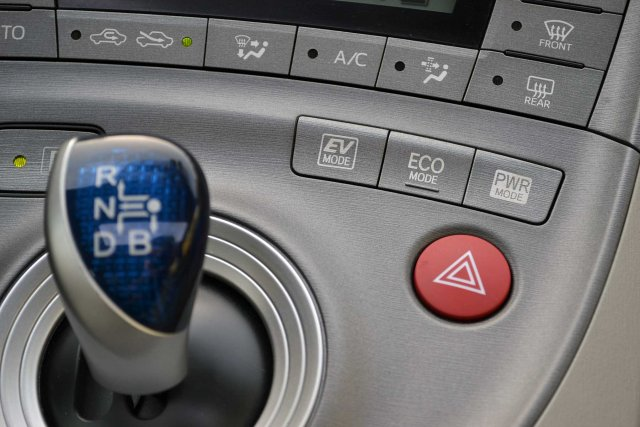 TO
A/C
FRONT
REAR
EV
MODE
ECO
MODE
PWR
MODE
R
N
D B